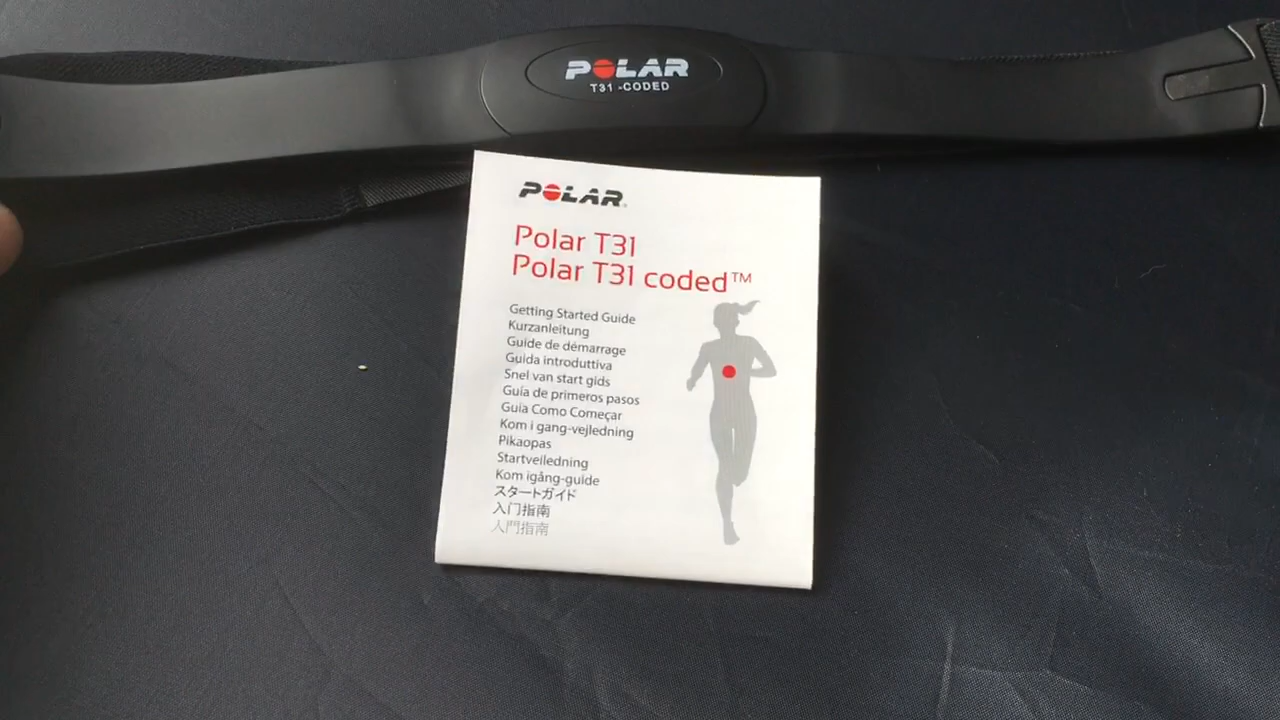 POLAR
T31 -CODED
POLAR
Polar T31
Polar T31 coded™
Getting Started Guide
Kurzanleitung
Guide de démarrage
Guida introduttiva
Snel van start gids
Guía de primeros pasos
Guia Como Começar
Kom i gang-vejledning
Pikaopas
Startveiledning
Kom igång-guide
スタートガイド
入门指南
入門指南